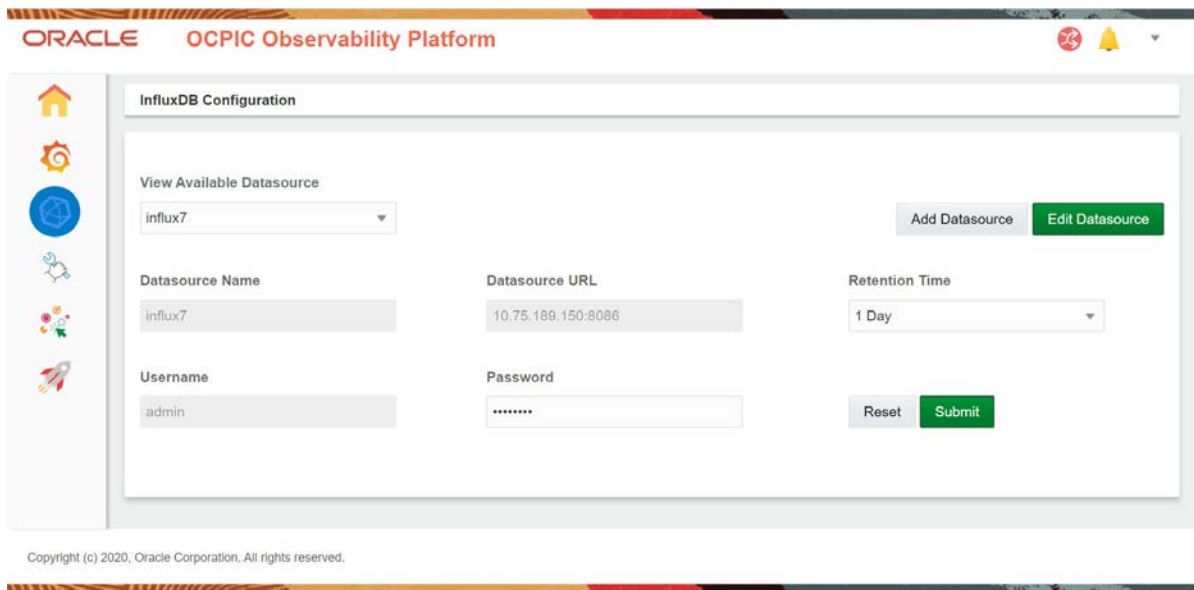 ORACLE OCPIC Observability Platform
InfluxDB Configuration
View Available Datasource
influx7
Add Datasource Edit Datasource
Datasource Name Datasource URL Retention Time
influx7 10.75.189.150:8086 1 Day
Username Password
admin •••••••• Reset Submit
Copyright (c) 2020, Oracle Corporation. All rights reserved.